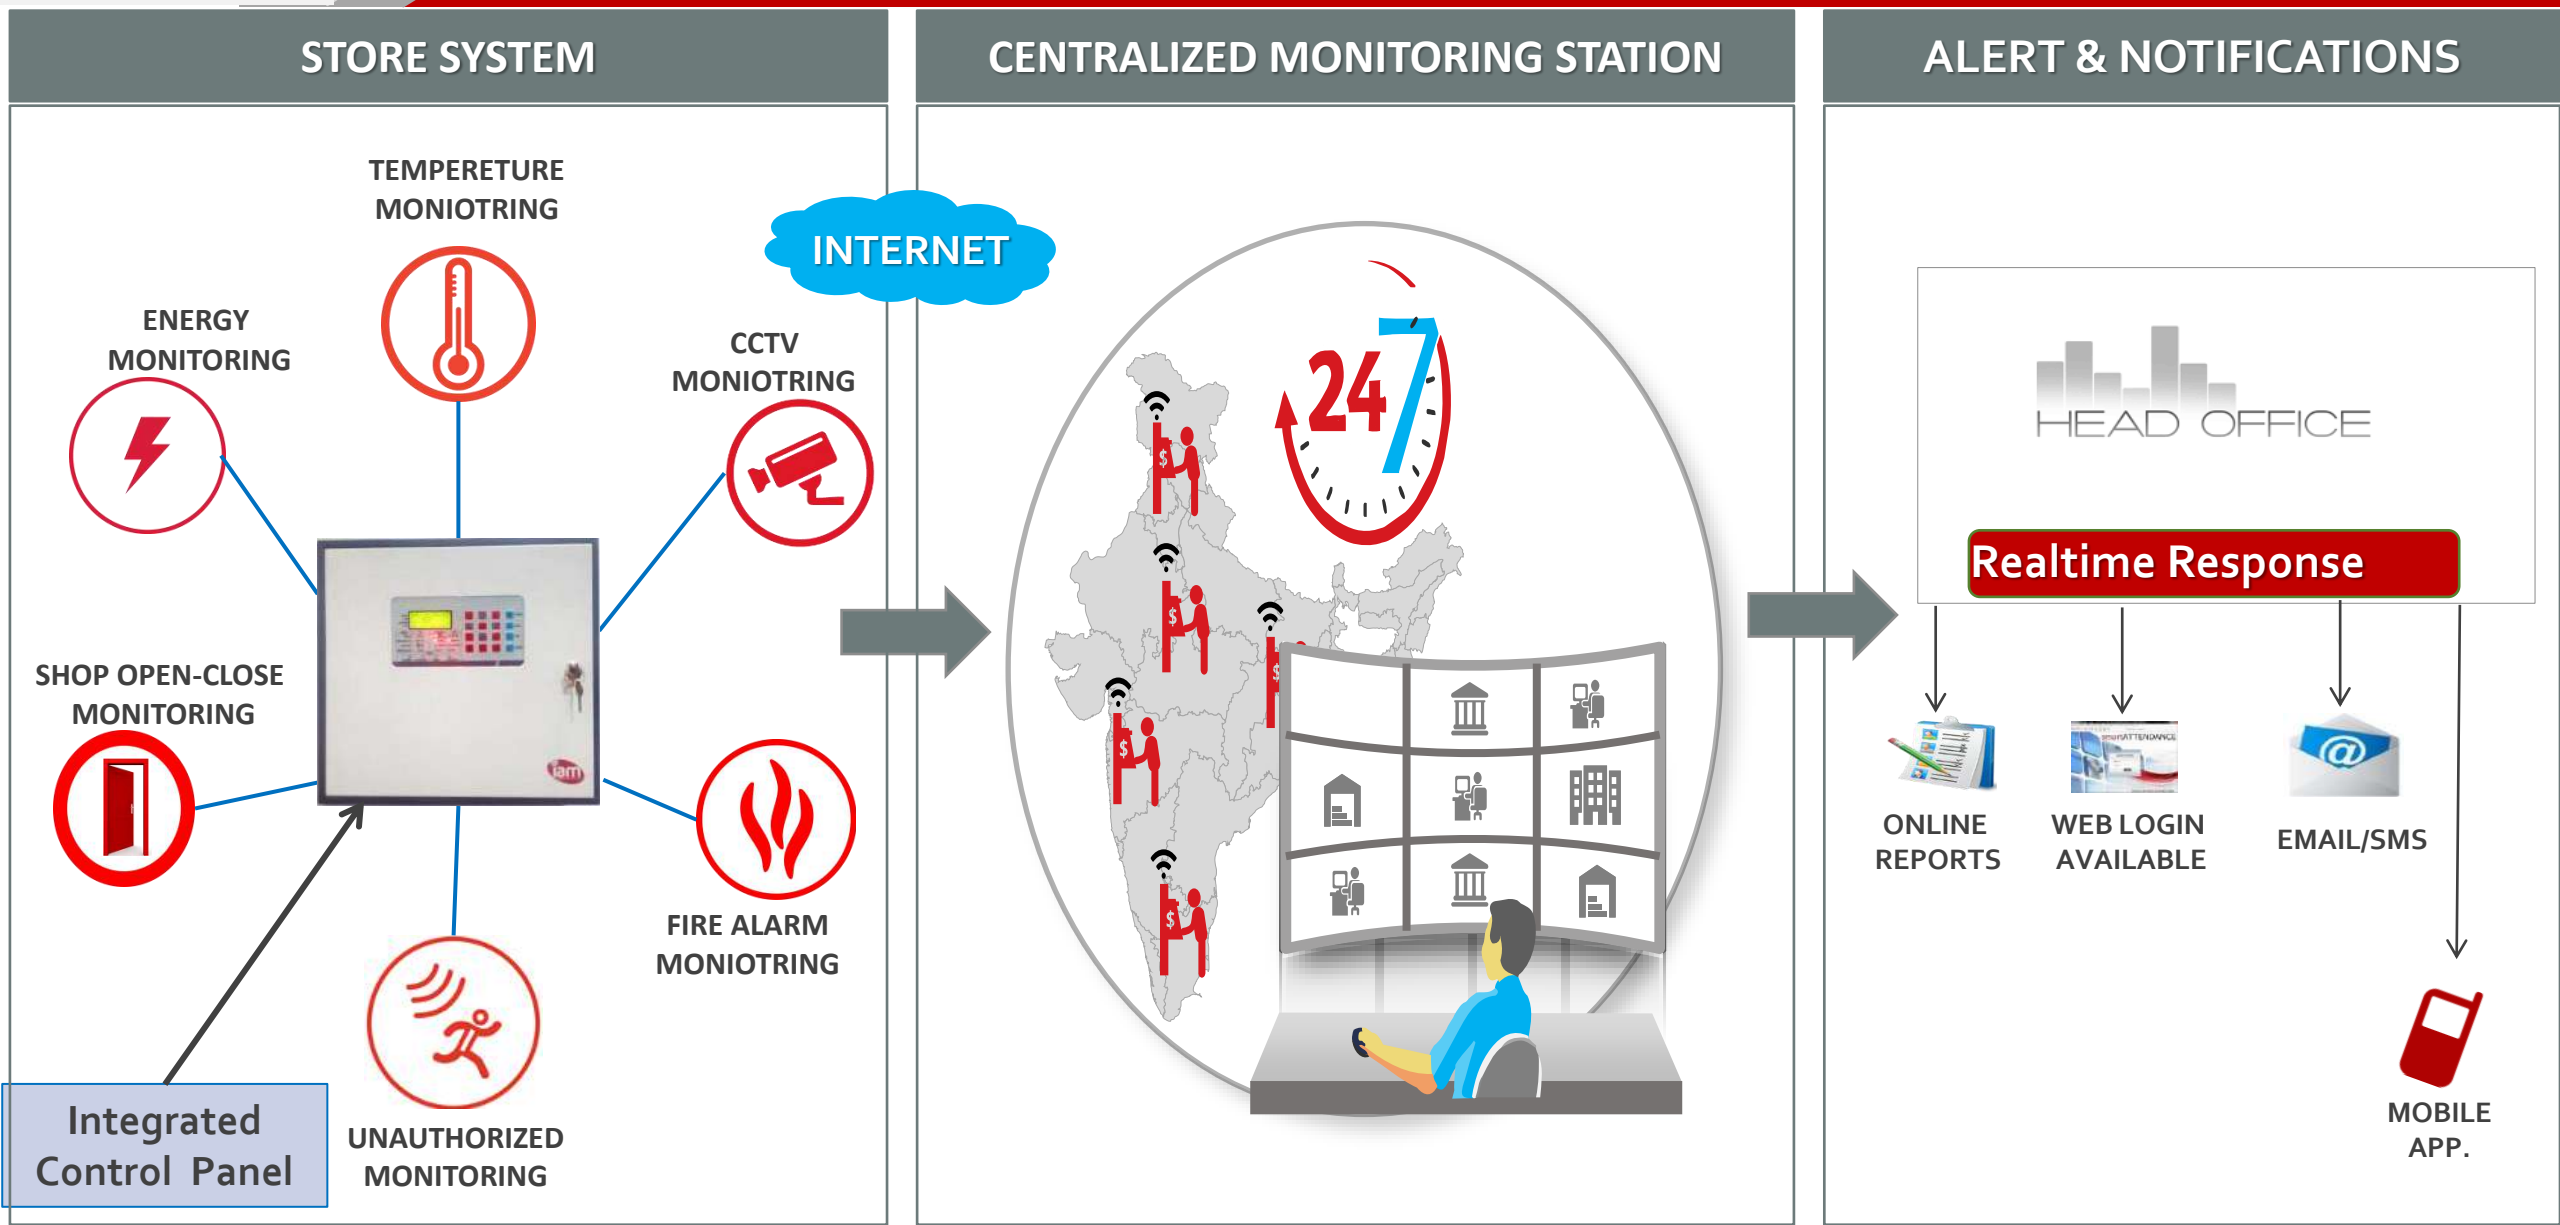 STORE SYSTEM
CENTRALIZED MONITORING STATION
ALERT & NOTIFICATIONS
TEMPERETURE
MONIOTRING
INTERNET
ENERGY
MONITORING
CCTV
MONIOTRING
24
7
HEAD OFFICE
Realtime Response
SHOP OPEN-CLOSE
MONITORING
iam
$
$
$
$
$
@
ATTENDANCE
ONLINE
REPORTS
WEB LOGIN
AVAILABLE
EMAIL/SMS
FIRE ALARM
MONIOTRING
Integrated
Control Panel
UNAUTHORIZED
MONITORING
MOBILE
APP.